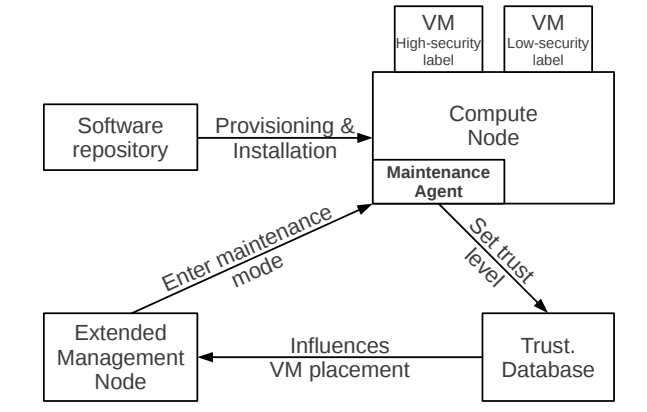 VM
High-security
label
VM
Low-security
label
Compute
Node
Software
repository
Provisioning &
Installation
Maintenance
Agent
Enter maintenance
mode
Set trust
level
Extended
Management
Node
Influences
VM placement
Trust.
Database